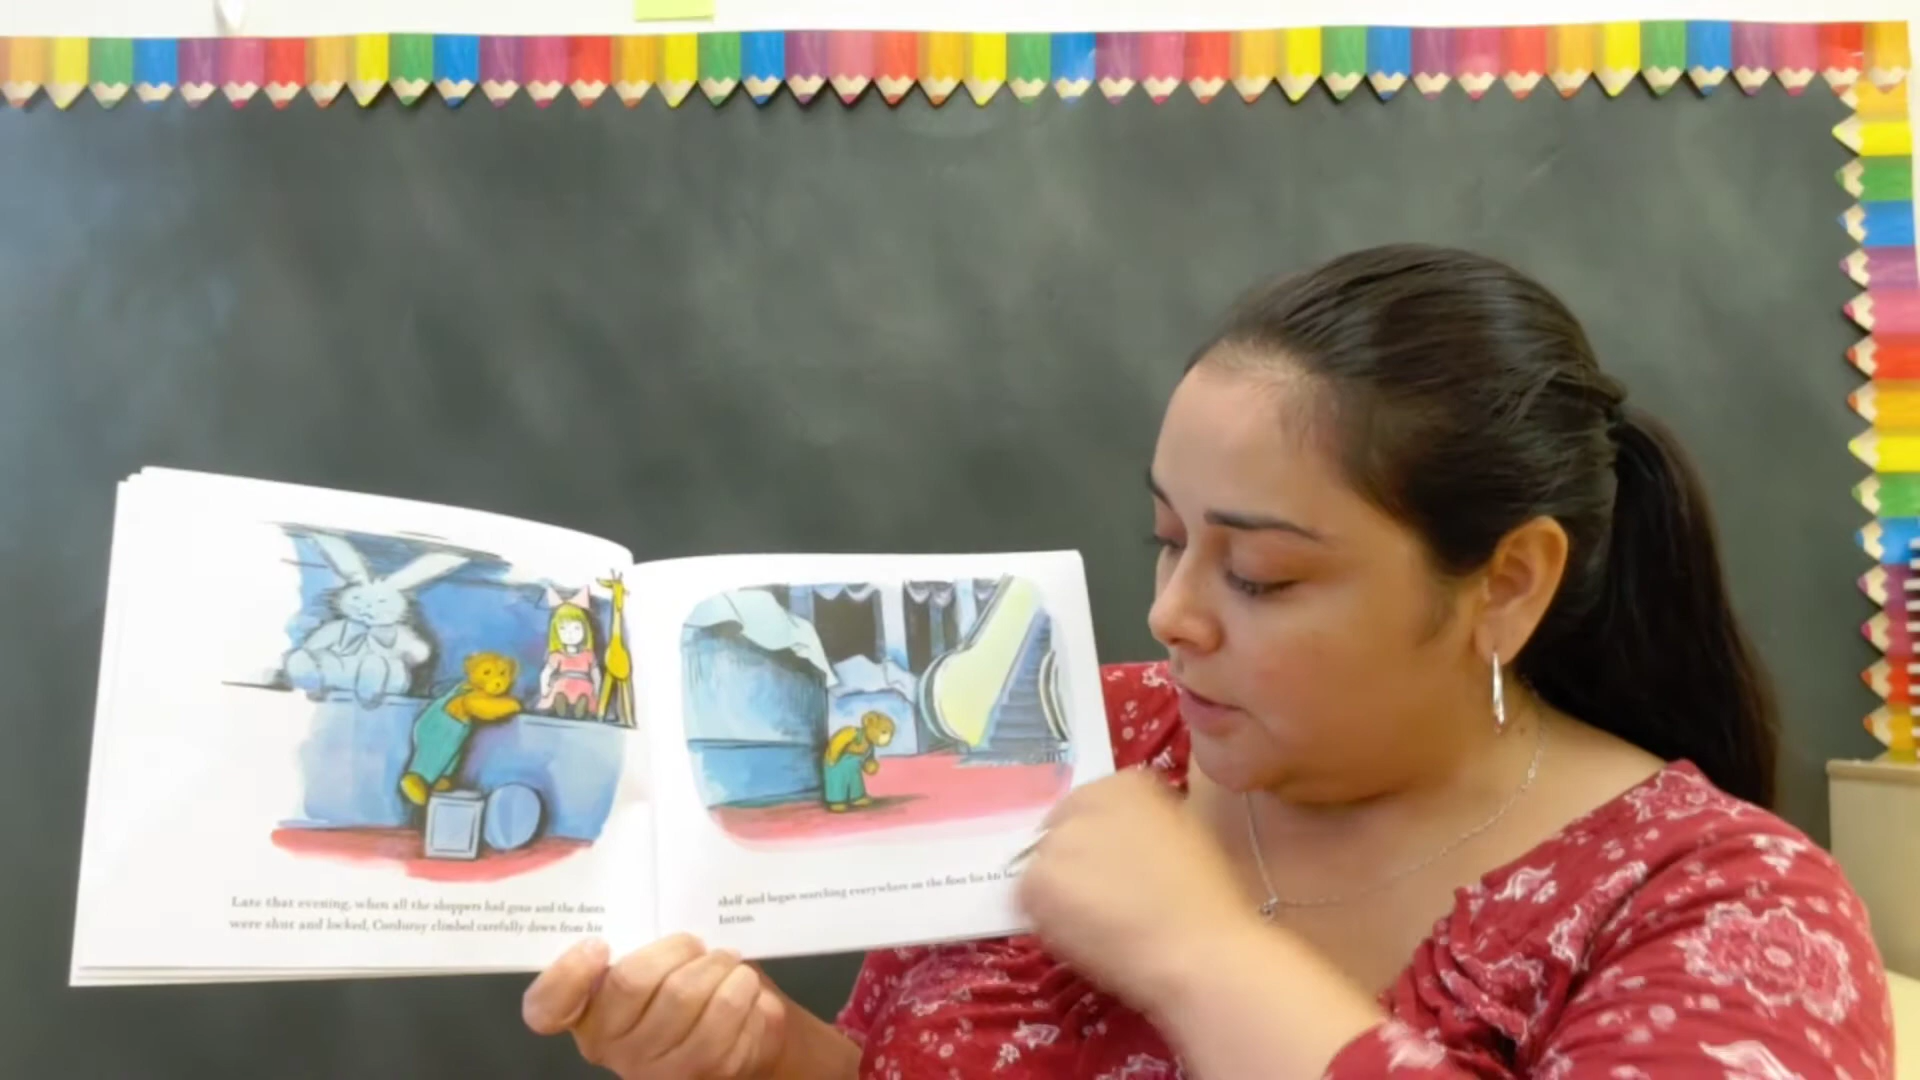 Late that evening, when all the shoppers had gone and the doors
were shut and locked, Corduroy climbed carefully down from his
shelf and began searching everywhere on the floor for his
button.